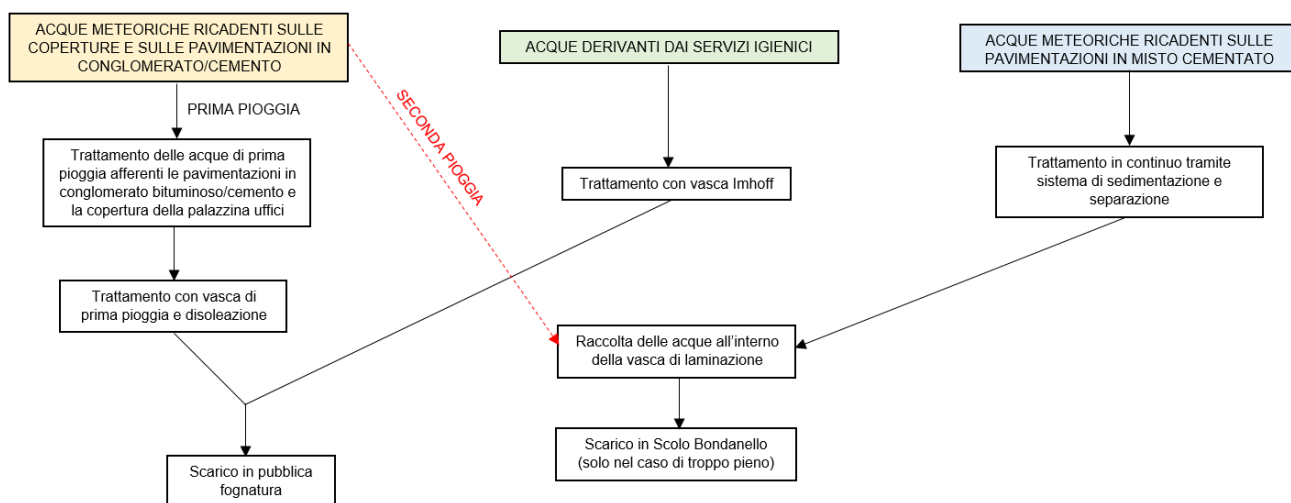 ACQUE METEORICHE RICADENTI SULLE
COPERTURE E SULLE PAVIMENTAZIONI IN
CONGLOMERATO/CEMENTO
ACQUE DERIVANTI DAI SERVIZI IGIENICI
ACQUE METEORICHE RICADENTI SULLE
PAVIMENTAZIONI IN MISTO CEMENTATO
PRIMA PIOGGIA
SECONDA PIOGGIA
Trattamento delle acque di prima
pioggia afferenti le pavimentazioni in
conglomerato bituminoso/cemento e
la copertura della palazzina uffici
Trattamento con vasca Imhoff
Trattamento in continuo tramite
sistema di sedimentazione e
separazione
Trattamento con vasca di
prima pioggia e disoleazione
Raccolta delle acque all'interno
della vasca di laminazione
Scarico in pubblica
fognatura
Scarico in Scolo Bondanello
(solo nel caso di troppo pieno)